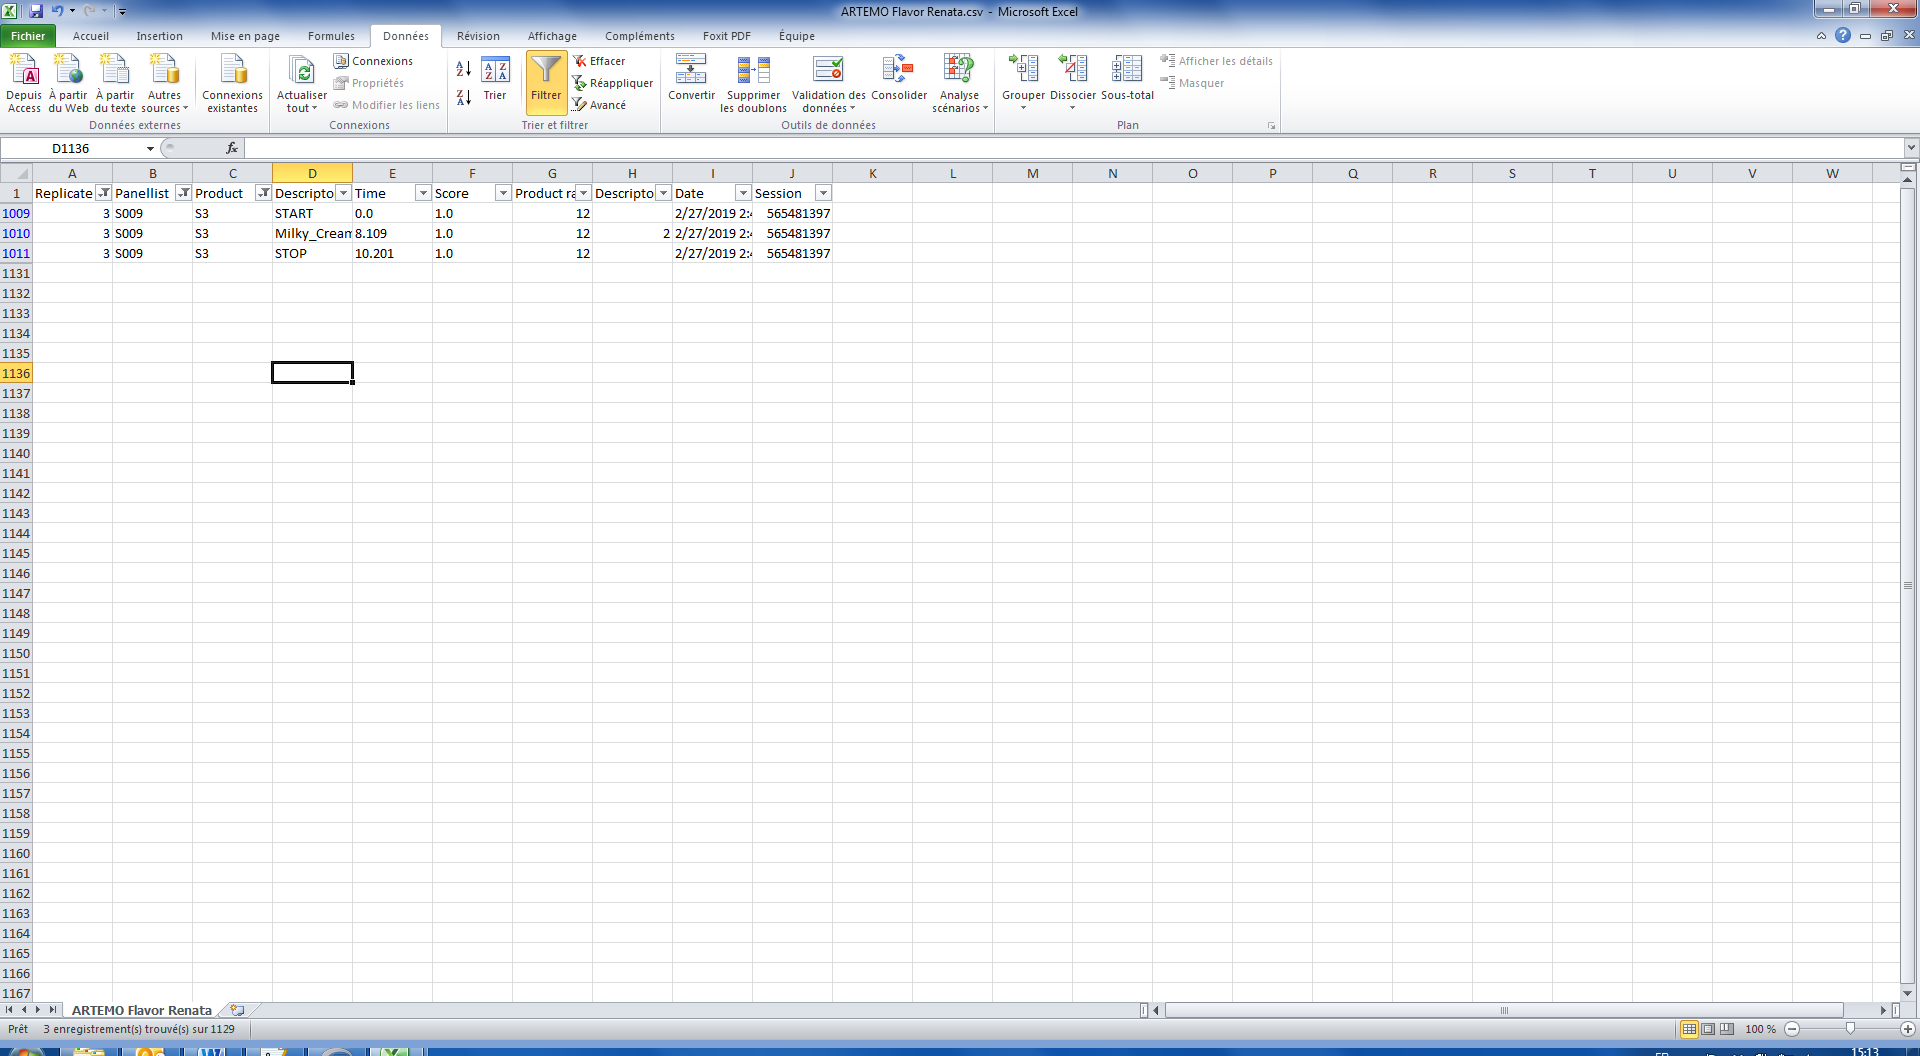 ARTEMO Flavor Renata.csv - Microsoft Excel
Fichier Accueil Insertion Mise en page Formules Données Révision Affichage Compléments Foxit PDF Équipe
Depuis Access À partir du Web À partir du texte Autres sources Connexions existantes
Données externes
Actualiser tout Connexions Propriétés Modifier les liens
Connexions
Trier Filtrer Effacer Réappliquer Avancé
Trier et filtrer
Convertir Supprimer les doublons Validation des données Consolider Analyse scénarios
Outils de données
Grouper Dissocier Sous-total Afficher les détails Masquer
Plan
D1136 fx
A B C D E F G H I J K L M N O P Q R S T U V W
1 Replicate Panellist Product Descripto Time Score Product ra Descripto Date Session
1009 3 S009 S3 START 0.0 1.0 12 2/27/2019 2:4 565481397
1010 3 S009 S3 Milky_Cream 8.109 1.0 12 2 2/27/2019 2:4 565481397
1011 3 S009 S3 STOP 10.201 1.0 12 2/27/2019 2:4 565481397
1131
1132
1133
1134
1135
1136
1137
1138
1139
1140
1141
1142
1143
1144
1145
1146
1147
1148
1149
1150
1151
1152
1153
1154
1155
1156
1157
1158
1159
1160
1161
1162
1163
1164
1165
1166
1167
ARTEMO Flavor Renata
Prêt 3 enregistrement(s) trouvé(s) sur 1129 100 %
15:13